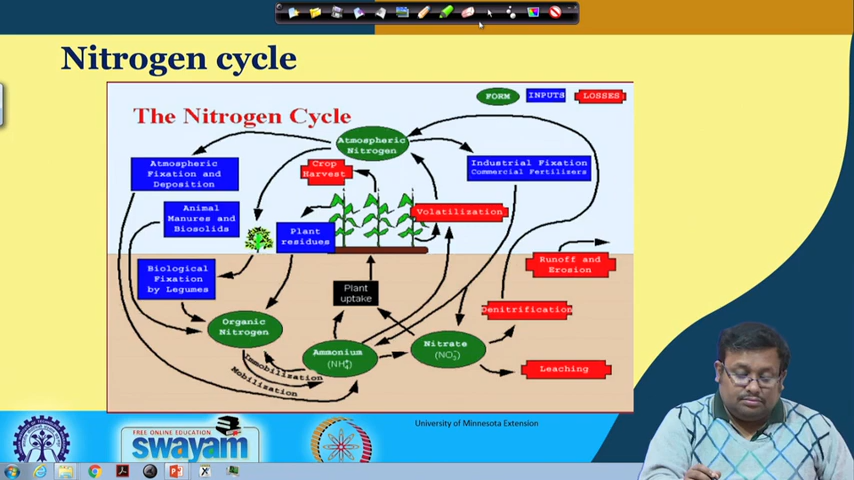 Nitrogen cycle
The Nitrogen Cycle
FORM
INPUTS
LOSSES
Atmospheric
Nitrogen
Atmospheric
Fixation and
Deposition
Crop
Harvest
Industrial Fixation
Commercial Fertilizers
Animal
Manures and
Biosolids
Volatilization
Plant
residues
Runoff and
Erosion
Biological
Fixation
by Legumes
Plant
uptake
Denitrification
Organic
Nitrogen
Ammonium
(NH₄⁺)
Nitrate
(NO₃⁻)
Leaching
Immobilization
Mobilization
University of Minnesota Extension
FREE ONLINE EDUCATION
swayam